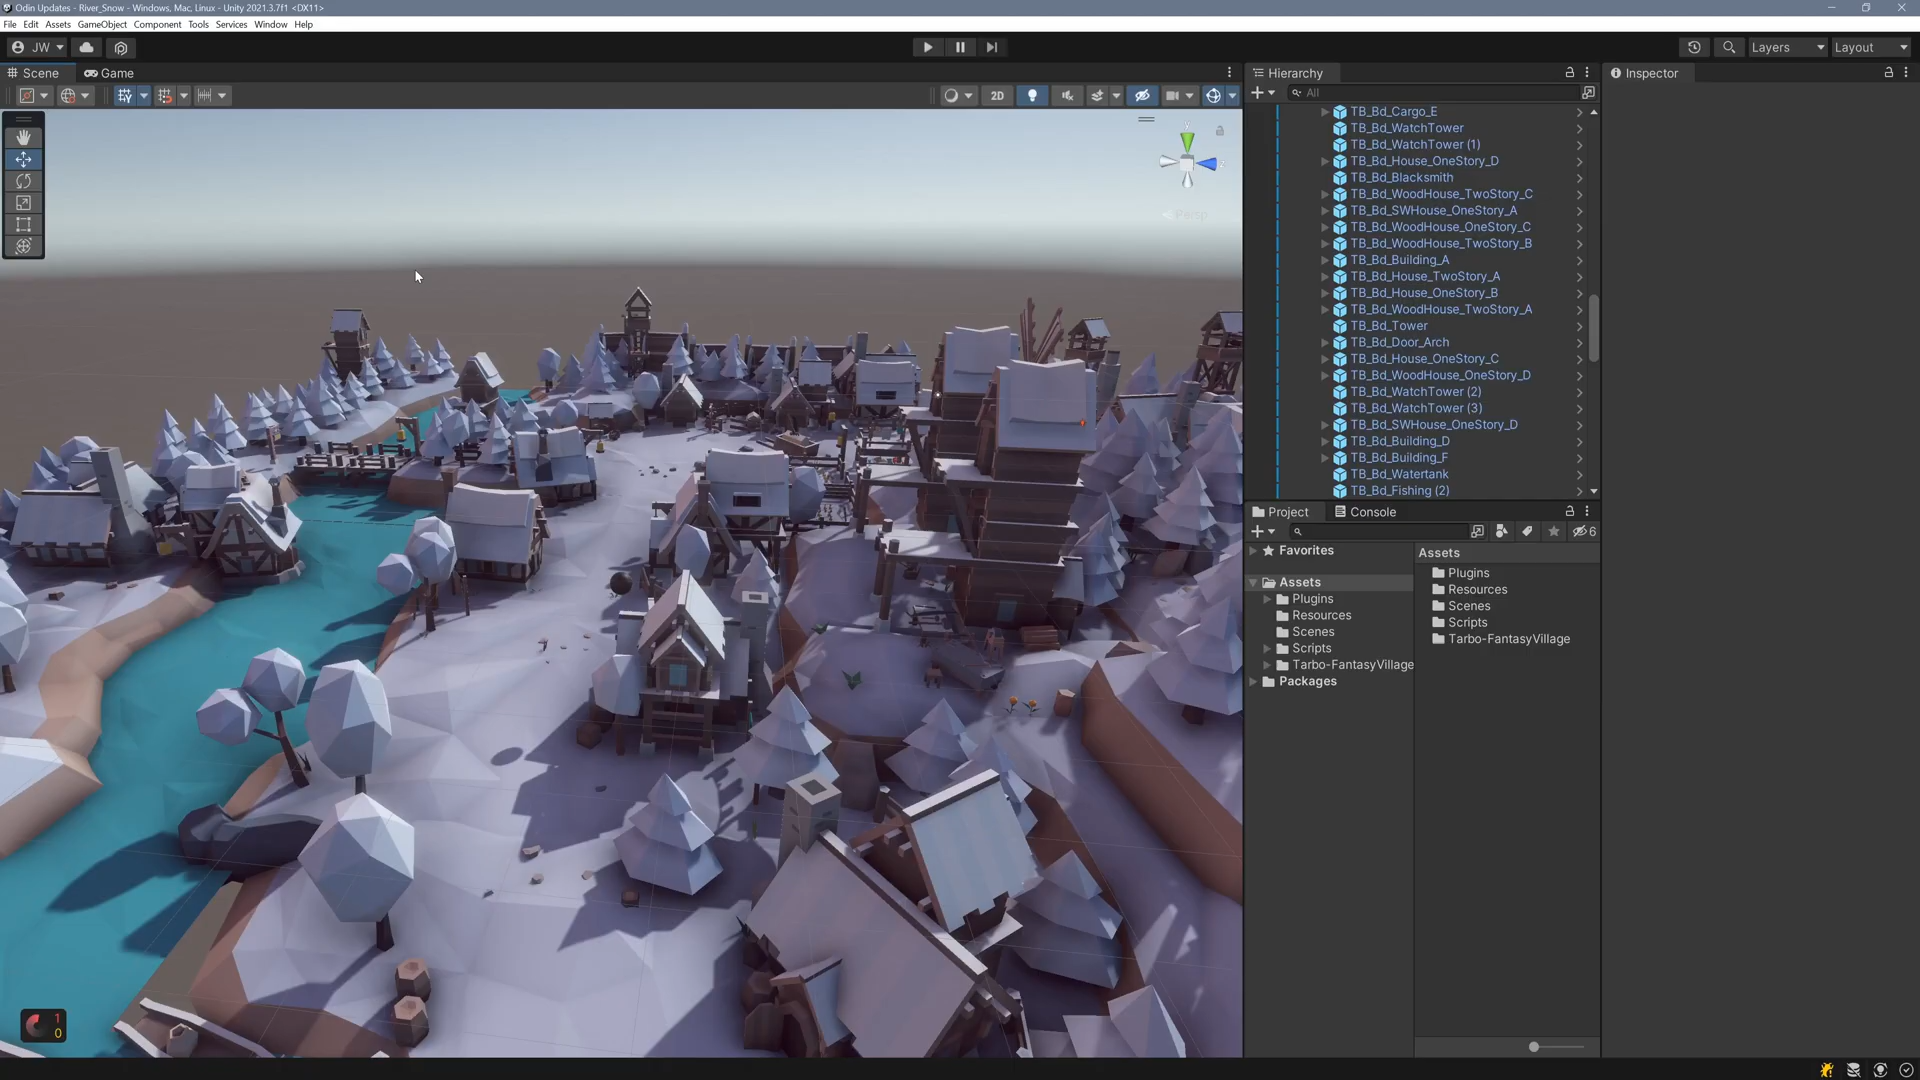 Odin Updates - River_Snow - Windows, Mac, Linux - Unity 2021.3.7f1 <DX11>
File Edit Assets GameObject Component Tools Services Window Help
JW
Layers
Layout
Scene
Game
Hierarchy
Inspector
2D
All
Persp
TB_Bd_Cargo_E
TB_Bd_WatchTower
TB_Bd_WatchTower (1)
TB_Bd_House_OneStory_D
TB_Bd_Blacksmith
TB_Bd_WoodHouse_TwoStory_C
TB_Bd_SWHouse_OneStory_A
TB_Bd_WoodHouse_OneStory_C
TB_Bd_WoodHouse_TwoStory_B
TB_Bd_Building_A
TB_Bd_House_TwoStory_A
TB_Bd_House_OneStory_B
TB_Bd_WoodHouse_TwoStory_A
TB_Bd_Tower
TB_Bd_Door_Arch
TB_Bd_House_OneStory_C
TB_Bd_WoodHouse_OneStory_D
TB_Bd_WatchTower (2)
TB_Bd_WatchTower (3)
TB_Bd_SWHouse_OneStory_D
TB_Bd_Building_D
TB_Bd_Building_F
TB_Bd_Watertank
TB_Bd_Fishing (2)
Project
Console
6
Favorites
Assets
Plugins
Resources
Scenes
Scripts
Tarbo-FantasyVillage
Packages
Assets
Plugins
Resources
Scenes
Scripts
Tarbo-FantasyVillage
1
0